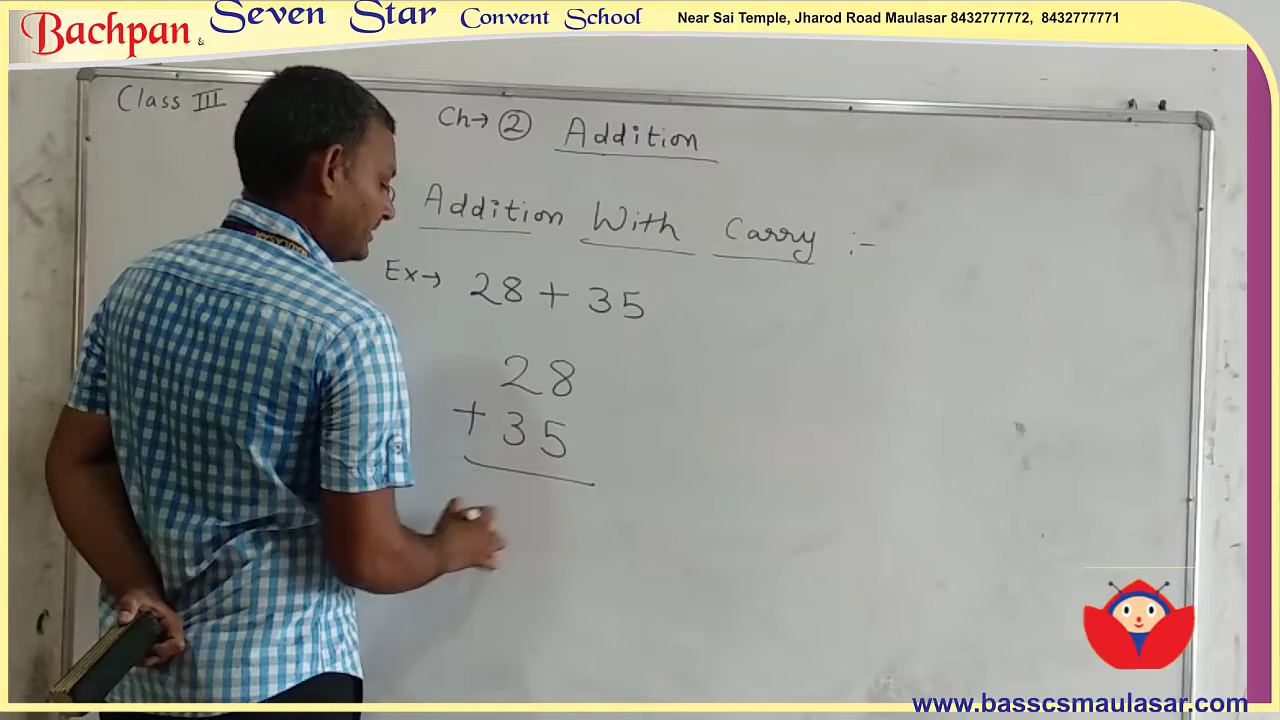 Bachpan & Seven Star Convent School Near Sai Temple, Jharod Road Maulasar 8432777772, 8432777771
Class III
Ch→ ② Addition
Addition With Carry :-
Ex→ 28 + 35
28
+ 35
www.basscsmaulasar.com